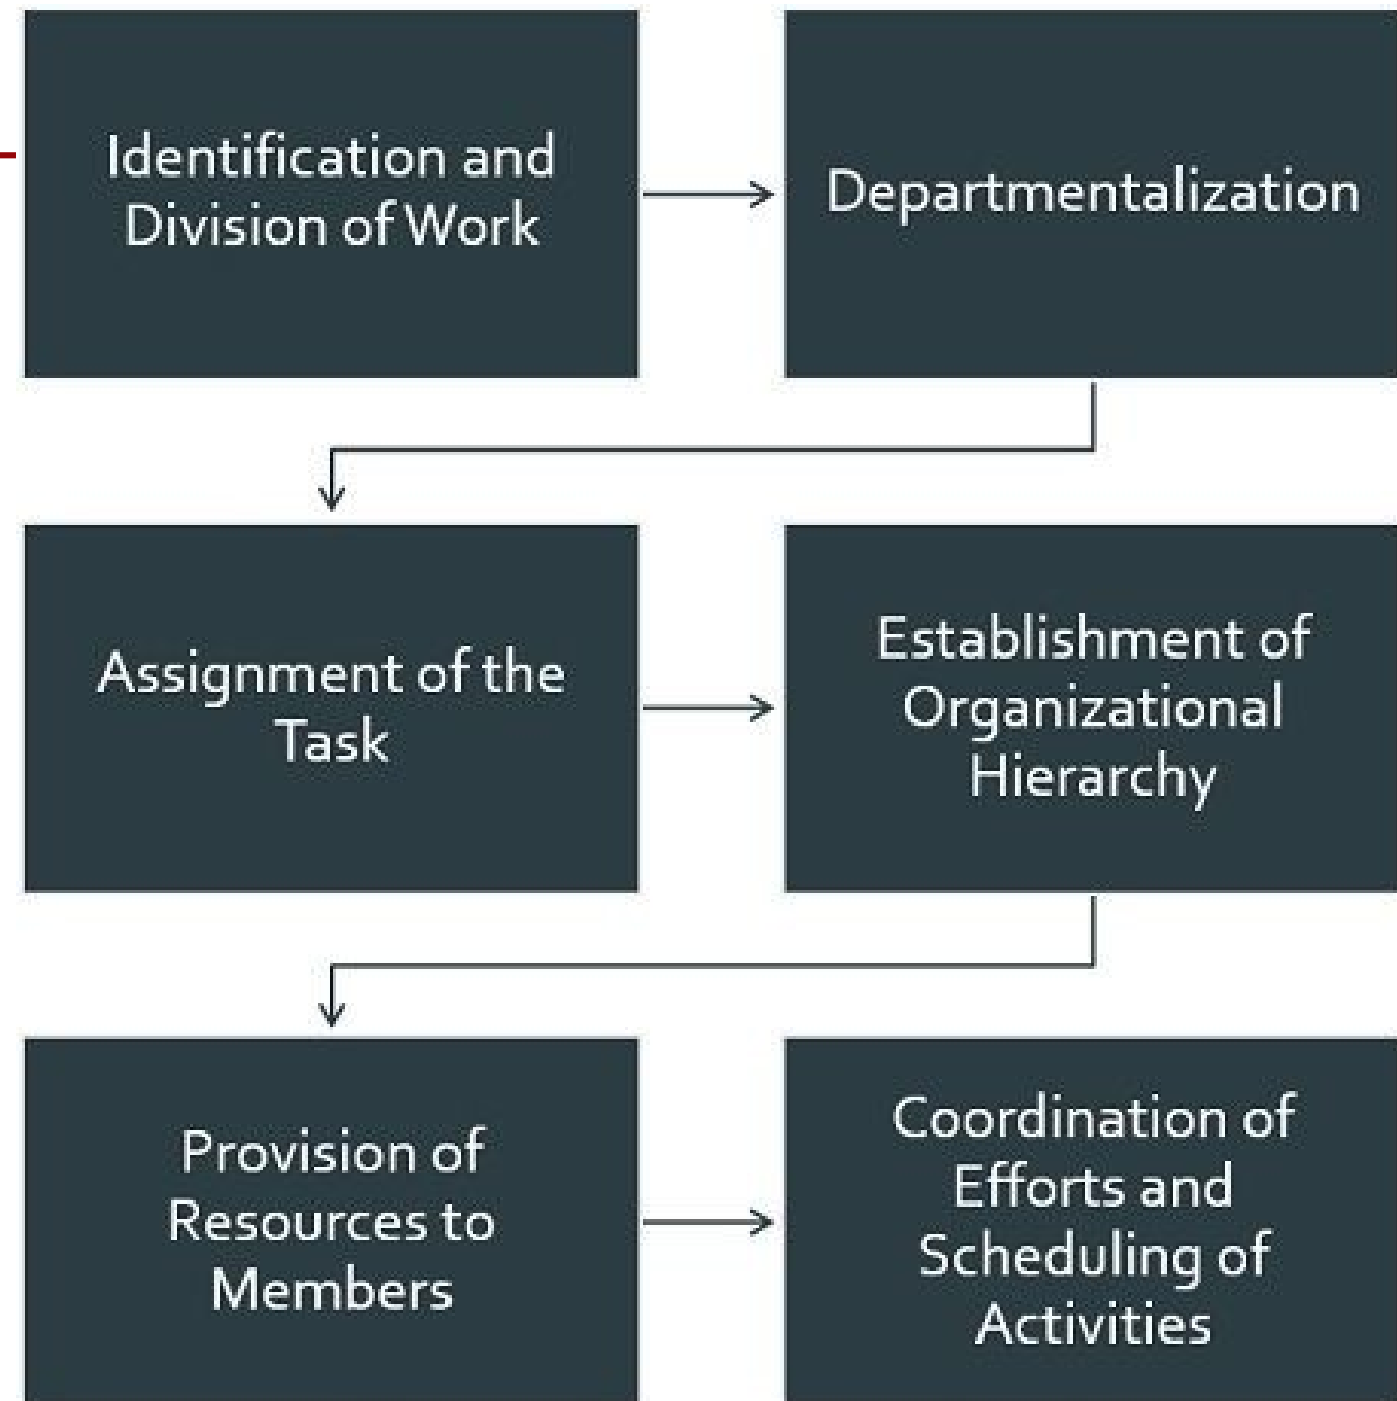 Identification and
Division of Work
Departmentalization
Assignment of the
Task
Establishment of
Organizational
Hierarchy
Provision of
Resources to
Members
Coordination of
Efforts and
Scheduling of
Activities